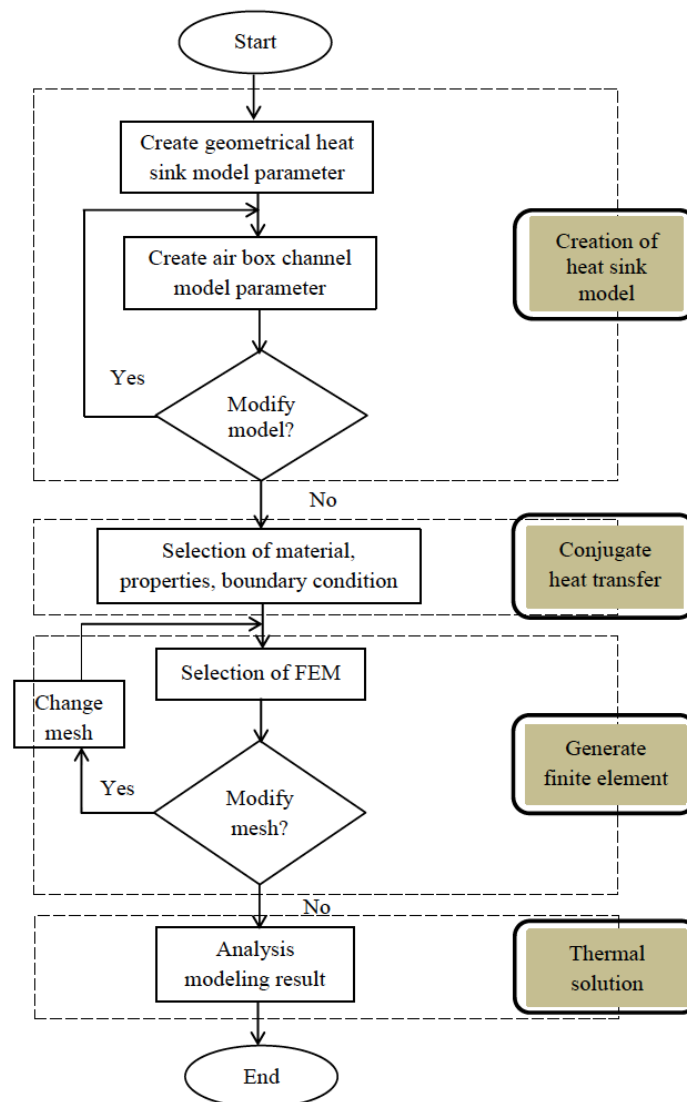 Start
Create geometrical heat
sink model parameter
Create air box channel
model parameter
Creation of
heat sink
model
Yes
Modify
model?
No
Selection of material,
properties, boundary condition
Conjugate
heat transfer
Selection of FEM
Change
mesh
Yes
Modify
mesh?
Generate
finite element
No
Analysis
modeling result
Thermal
solution
End